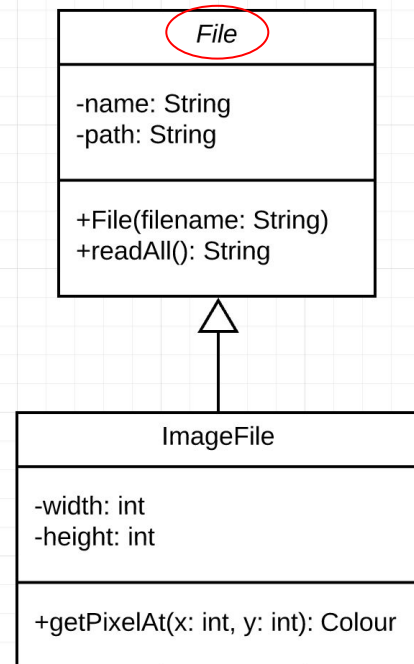 File
-name: String
-path: String
+File(filename: String)
+readAll(): String
ImageFile
-width: int
-height: int
+getPixelAt(x: int, y: int): Colour